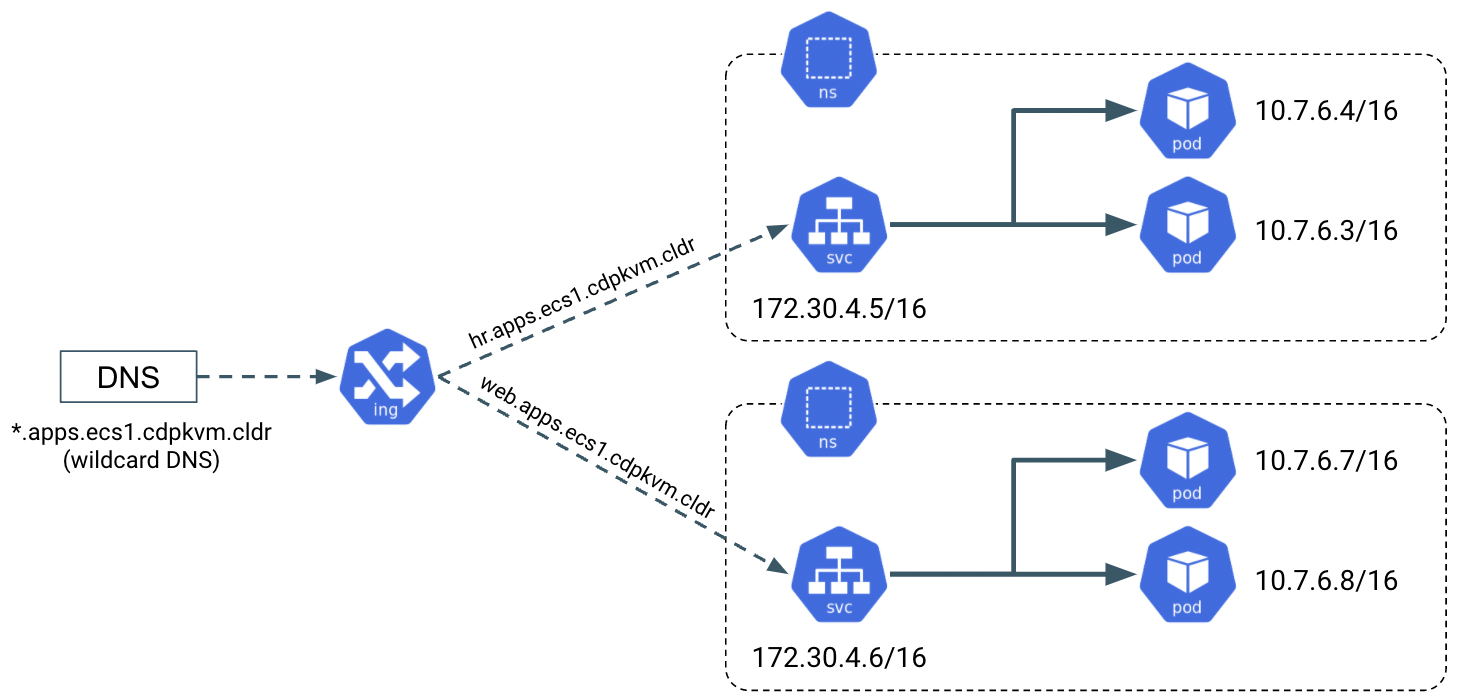 DNS
*.apps.ecs1.cdpkvm.cldr
(wildcard DNS)
ing
hr.apps.ecs1.cdpkvm.cldr
web.apps.ecs1.cdpkvm.cldr
ns
pod
10.7.6.4/16
svc
pod
10.7.6.3/16
172.30.4.5/16
ns
pod
10.7.6.7/16
svc
pod
10.7.6.8/16
172.30.4.6/16